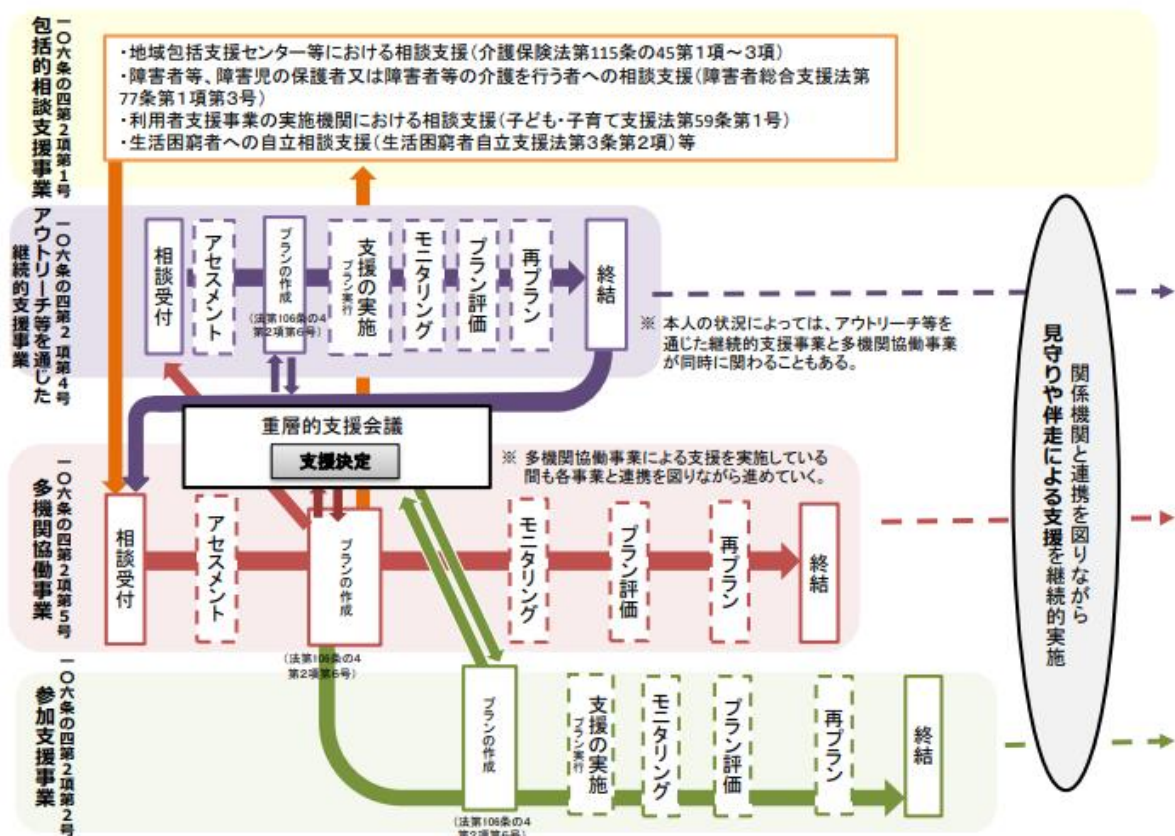 包括的相談支援事業
一〇六条の四第2項第1号
・地域包括支援センター等における相談支援(介護保険法第115条の45第1項～3項)
・障害者等、障害児の保護者又は障害者等の介護を行う者への相談支援(障害者総合支援法第
77条第1項第3号)
・利用者支援事業の実施機関における相談支援(子ども・子育て支援法第59条第1号)
・生活困窮者への自立相談支援(生活困窮者自立支援法第3条第2項)等
アウトリーチ等を通じた
継続的支援事業
一〇六条の四第2項第4号
相談受付
アセスメント
プランの作成
(法第106条の4
第2項第6号)
支援の実施
プラン実行
モニタリング
プラン評価
再プラン
終結
※ 本人の状況によっては、アウトリーチ等を
通じた継続的支援事業と多機関協働事業
が同時に関わることもある。
重層的支援会議
支援決定
※ 多機関協働事業による支援を実施している
間も各事業と連携を図りながら進めていく。
多機関協働事業
一〇六条の四第2項第5号
相談受付
アセスメント
プランの作成
(法第106条の4
第2項第6号)
モニタリング
プラン評価
再プラン
終結
参加支援事業
一〇六条の四第2項第2号
プランの作成
(法第106条の4
第2項第6号)
支援の実施
プラン実行
モニタリング
プラン評価
再プラン
終結
関係機関と連携を図りながら
見守りや伴走による支援を継続的実施